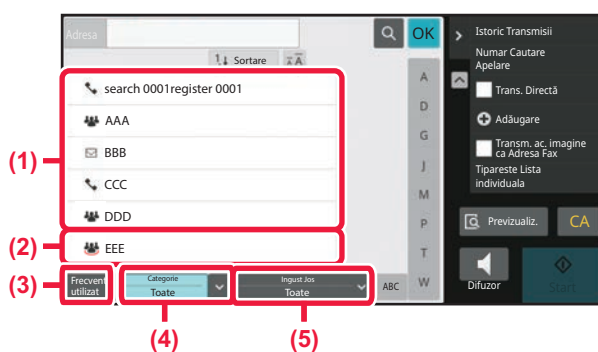 Adresa
OK
Sortare
search 0001register 0001
AAA
BBB
CCC
DDD
EEE
Frecvent
utilizat
Categorie
Toate
Ingust Jos
Toate
ABC
A
D
G
J
M
P
T
W
Istoric Transmisii
Numar Cautare
Apelare
Trans. Directă
Adăugare
Transm. ac. imagine
ca Adresa Fax
Tipareste Lista
individuala
Previzualiz.
CA
Difuzor
Start
(1)
(2)
(3)
(4)
(5)